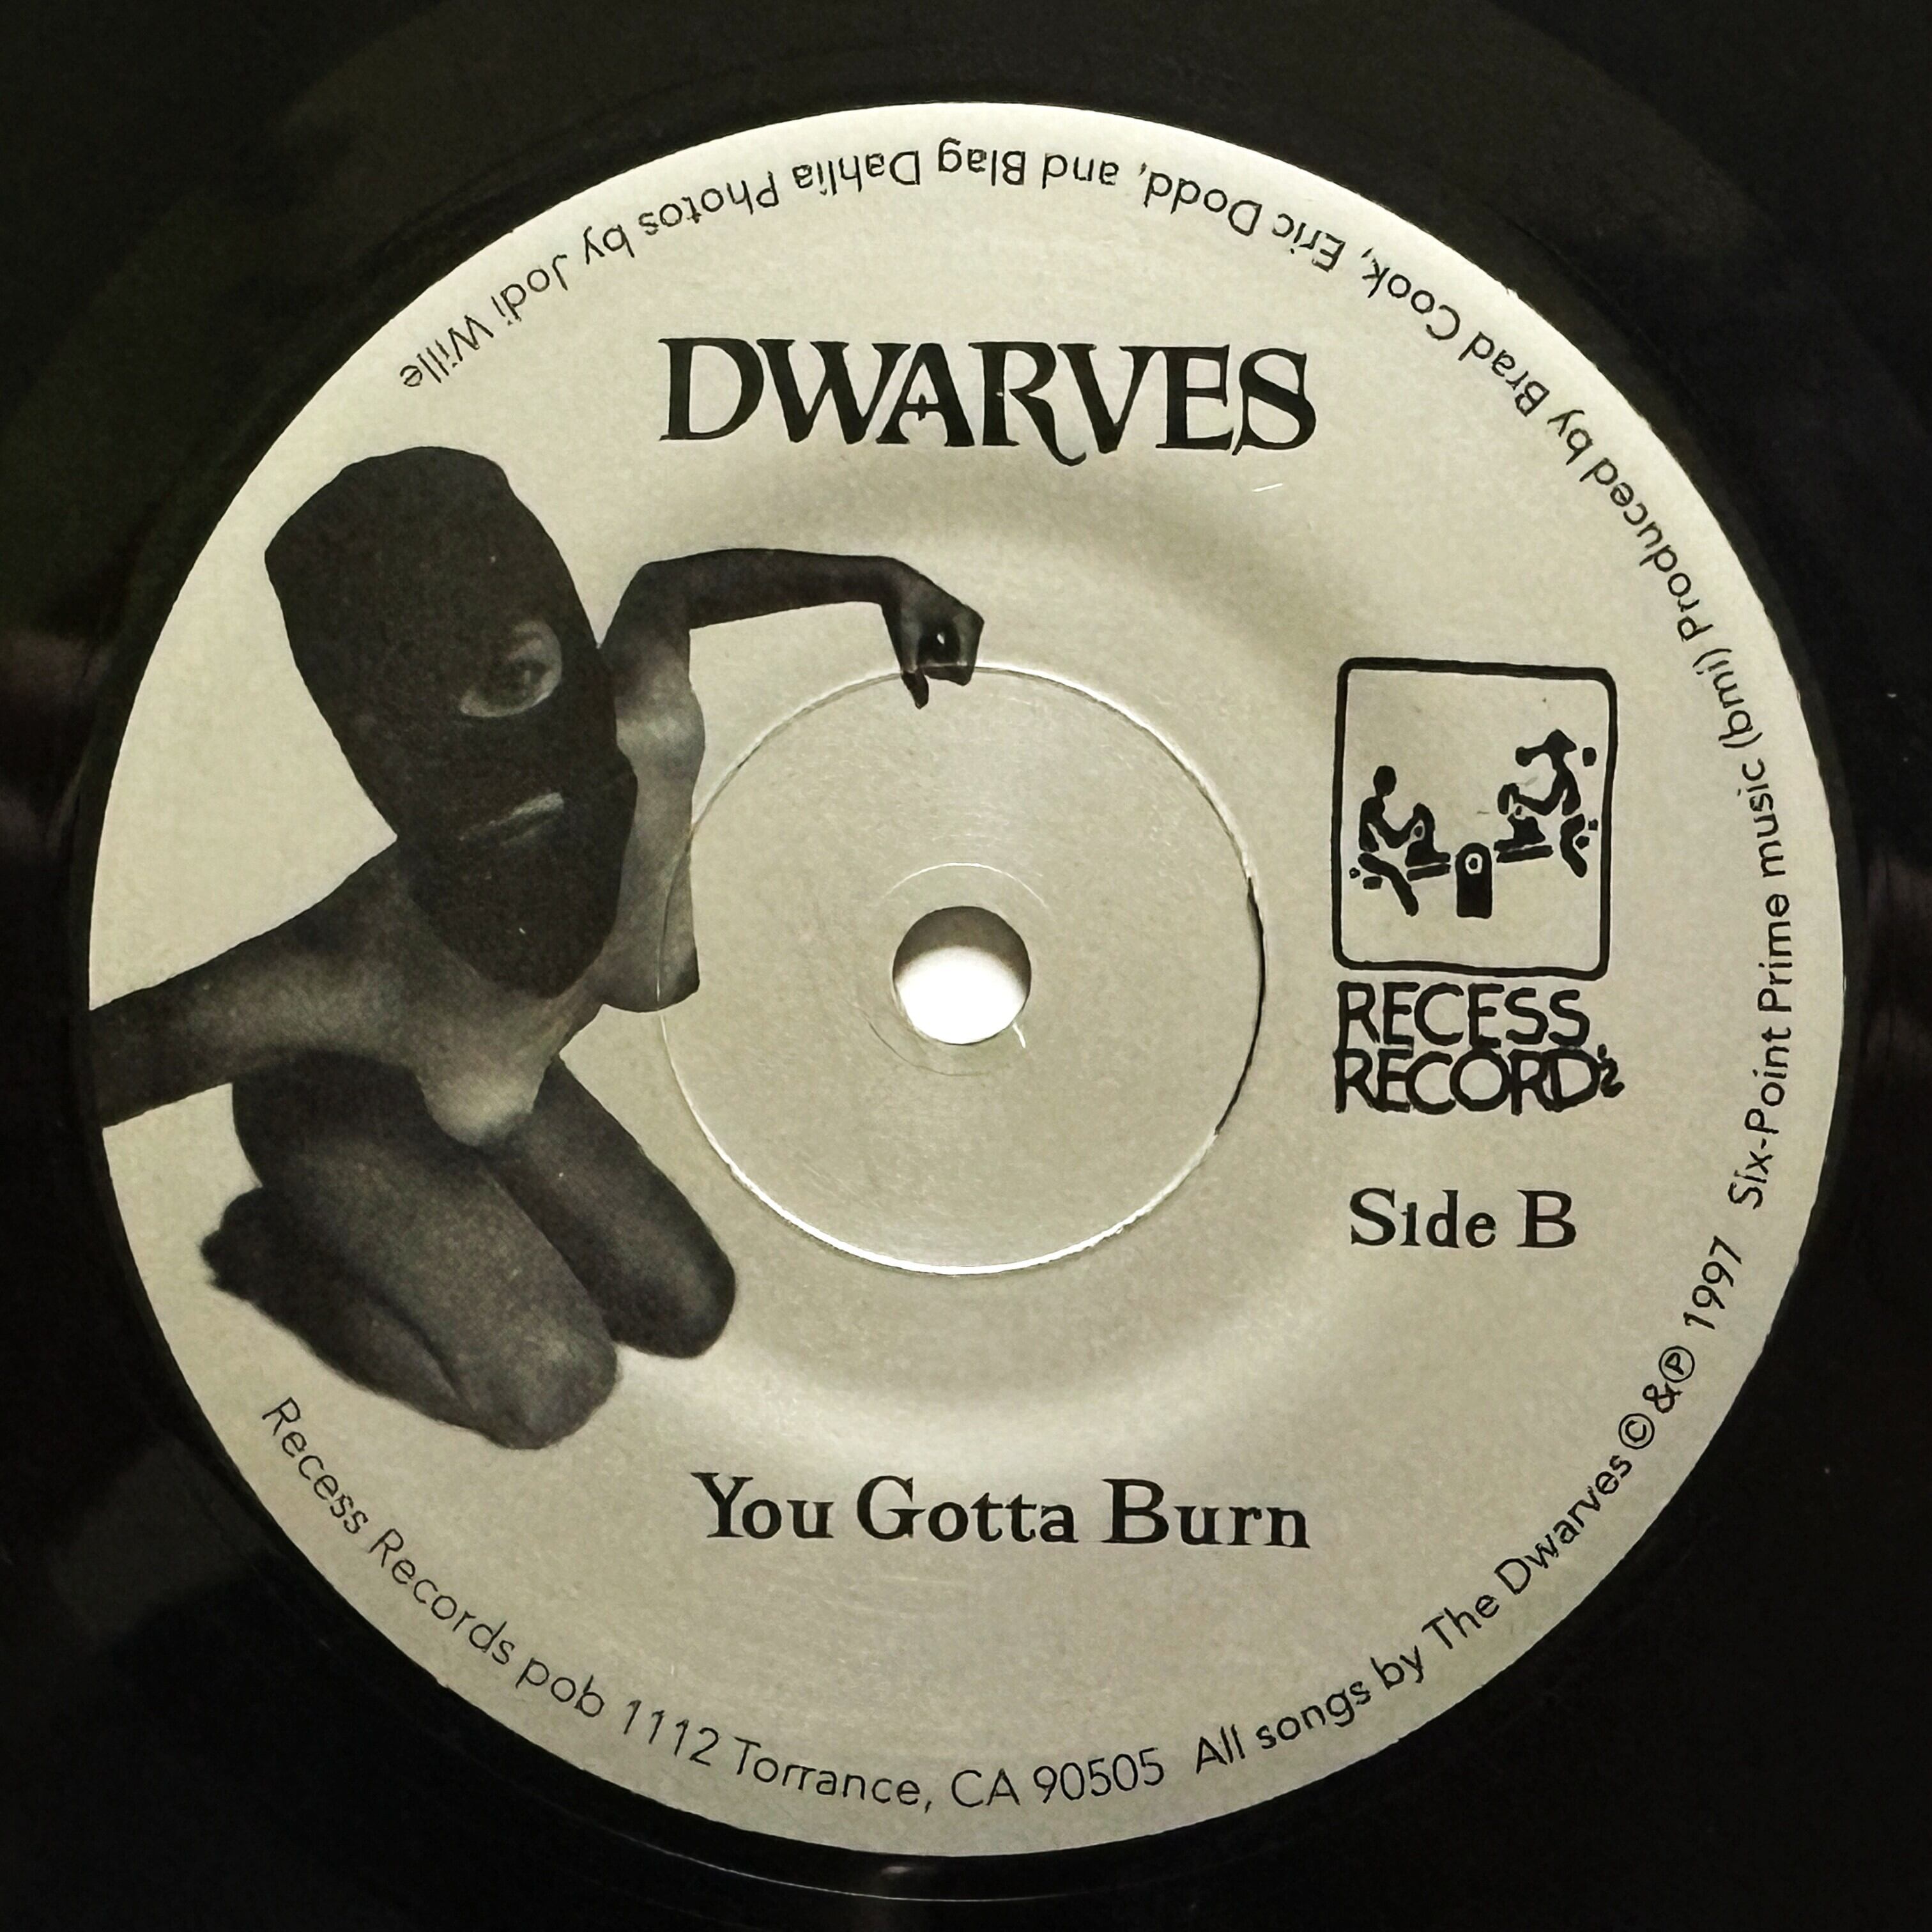 DWARVES
RECESS
RECORDS
Side B
You Gotta Burn
Recess Records pob 1112 Torrance, CA 90505 All songs by The Dwarves ©&℗ 1997 Six-Point Prime music (bmi) Produced by Brad Cook, Eric Dodd, and Blag Dahlia Photos by Jodi Wille